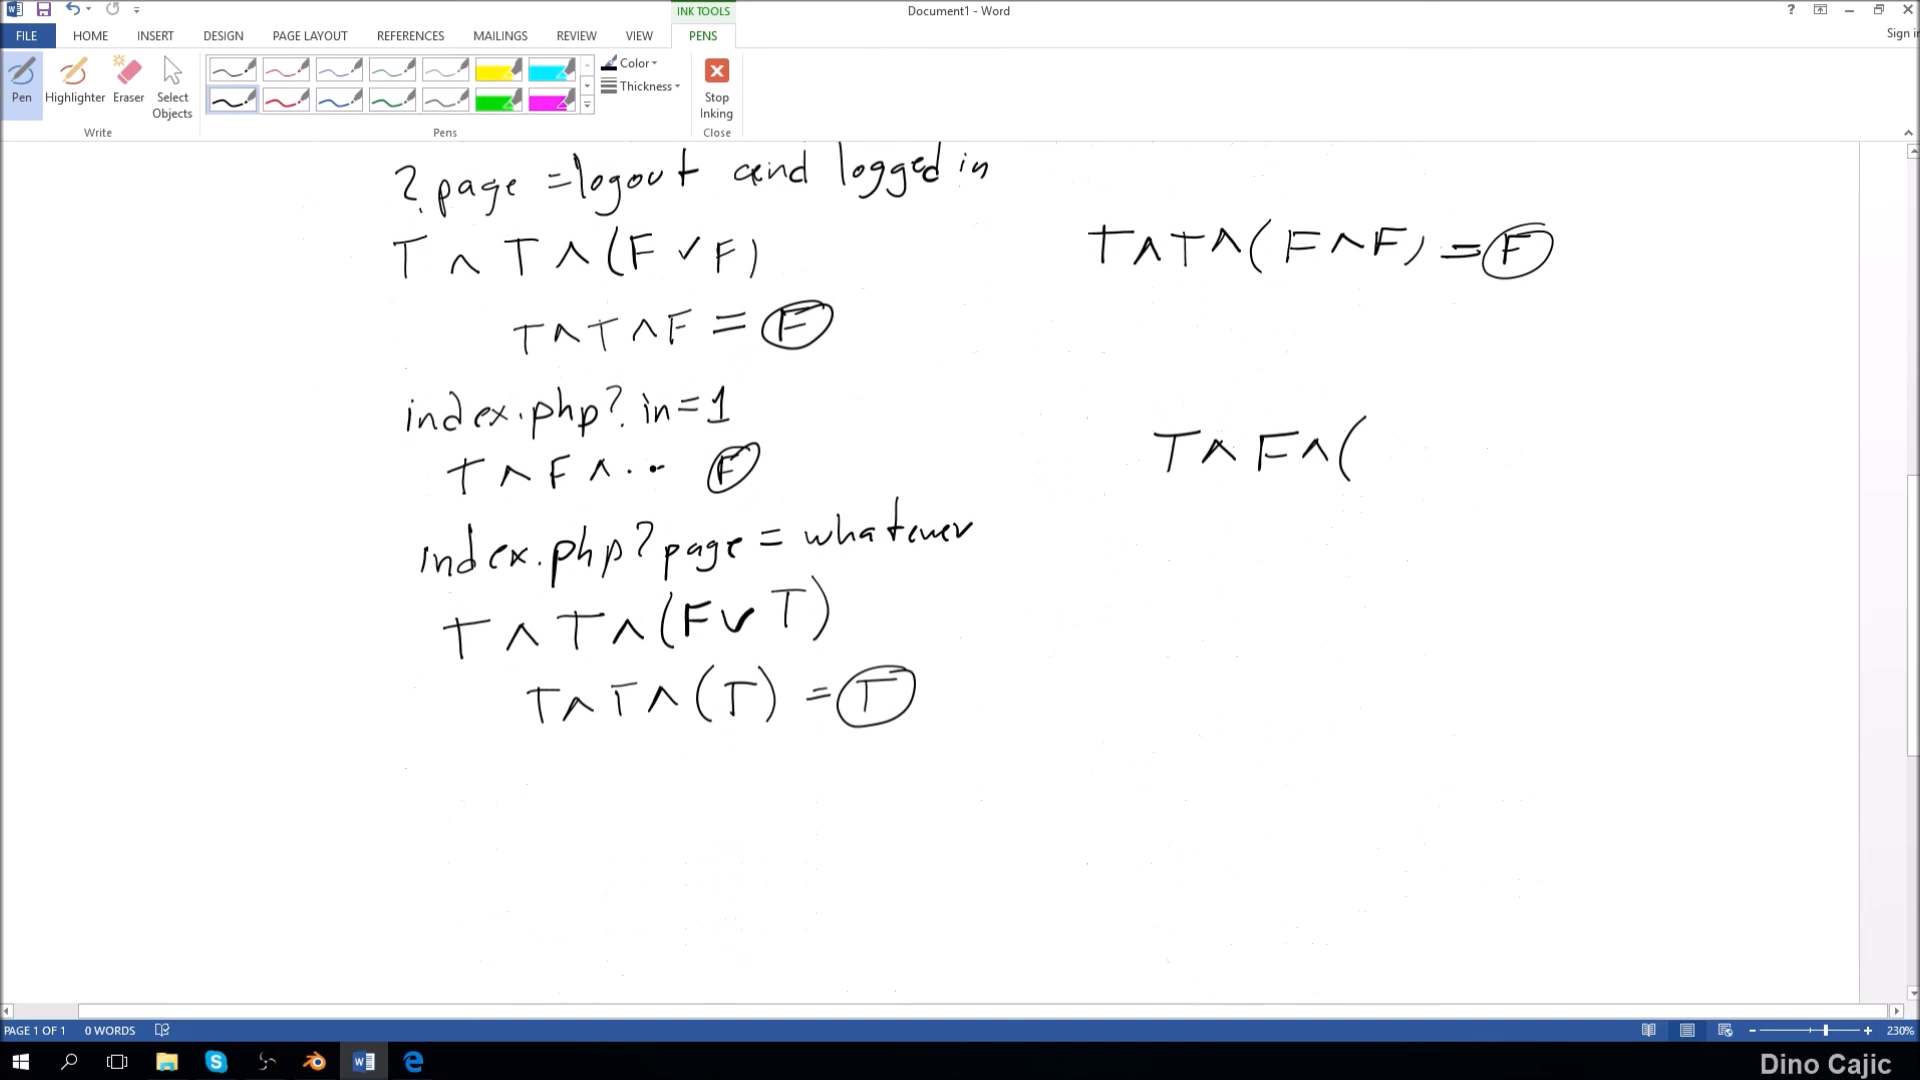 INK TOOLS
Document1 - Word
?
FILE HOME INSERT DESIGN PAGE LAYOUT REFERENCES MAILINGS REVIEW VIEW PENS
Pen Highlighter Eraser Select Objects
Write
Pens
Color
Thickness
Stop Inking
Close
? page = logout and logged in
T ∧ T ∧ (F ∨ F)
T ∧ T ∧ F = F
index.php? in = 1
T ∧ F ∧ . . F
index.php? page = whatever
T ∧ T ∧ (F ∨ T)
T ∧ T ∧ (T) = T
T ∧ T ∧ (F ∧ F) = F
T ∧ F ∧ (
PAGE 1 OF 1 0 WORDS
230%
Dino Cajic